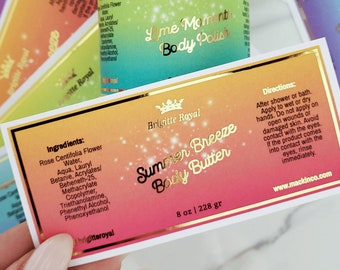 Lyme Moment
Body Polish
Brigitte Royal
Summer Breeze
Body Butter
8 oz | 228 gr
Ingredients:
Rose Centifolia Flower
Water,
Aqua, Lauryl
Betaine, Acrylates/
Beheneth-25,
Methacrylate
Copolymer,
Triethanolamine
Phenethyl Alcohol,
Phenoxyethanol
Directions:
After shower or bath.
Apply to wet or dry
hands. Do not apply on
open wounds or
damaged skin. Avoid
contact with the eyes.
If the product comes
into contact with the
eyes, rinse
immediately.
www.mackinco.com